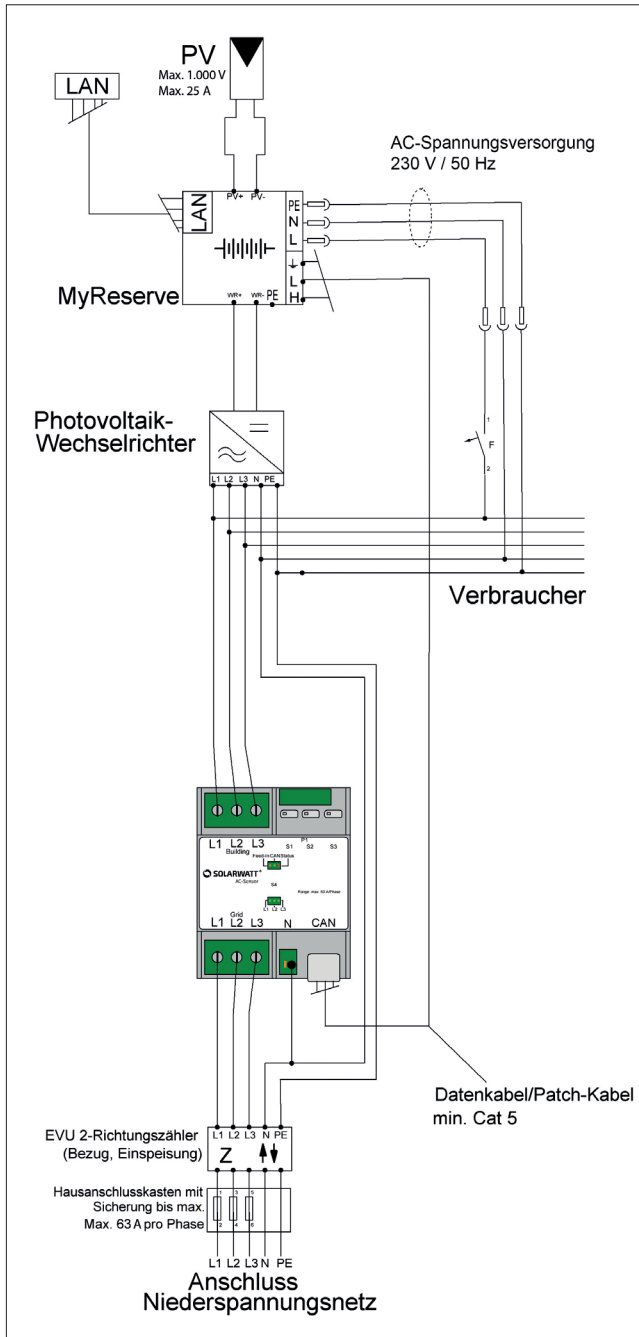 PV
Max. 1.000 V
Max. 25 A
LAN
AC-Spannungsversorgung
230 V / 50 Hz
LAN
PV+ PV-
PE
N
L
L
H
MyReserve
WR+ WR- PE
Photovoltaik-
Wechselrichter
L1 L2 L3 N PE
1
F
2
Verbraucher
L1 L2 L3
Building
P1
S1 S2 S3
Feed-In CAN Status
SOLARWATT
AC-Sensor
S4
Range: max 63 A/Phase
L1 L2 L3
Grid
L1 L2 L3 N CAN
Datenkabel/Patch-Kabel
min. Cat 5
EVU 2-Richtungszähler
(Bezug, Einspeisung)
L1 L2 L3 N PE
Z
Hausanschlusskasten mit
Sicherung bis max.
Max. 63 A pro Phase
1 3 5
2 4 6
L1 L2 L3 N PE
Anschluss
Niederspannungsnetz